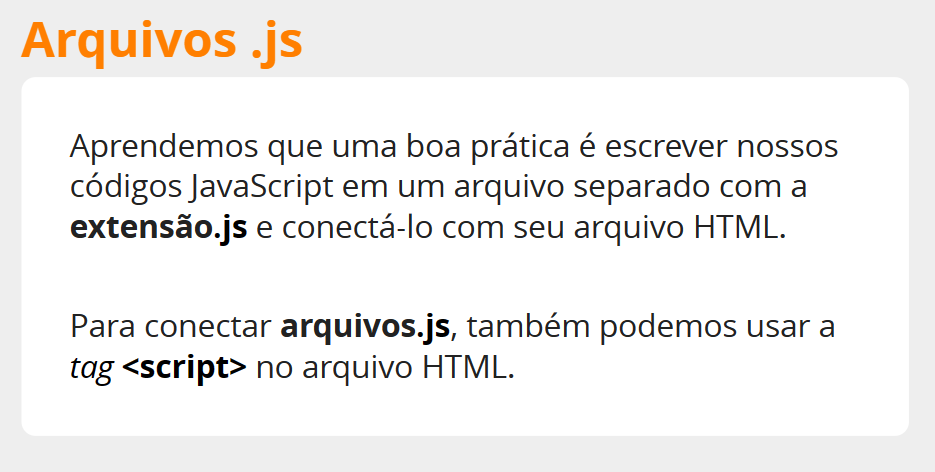 Arquivos .js
Aprendemos que uma boa prática é escrever nossos
códigos JavaScript em um arquivo separado com a
extensão.js e conectá-lo com seu arquivo HTML.
Para conectar arquivos.js, também podemos usar a
tag <script> no arquivo HTML.